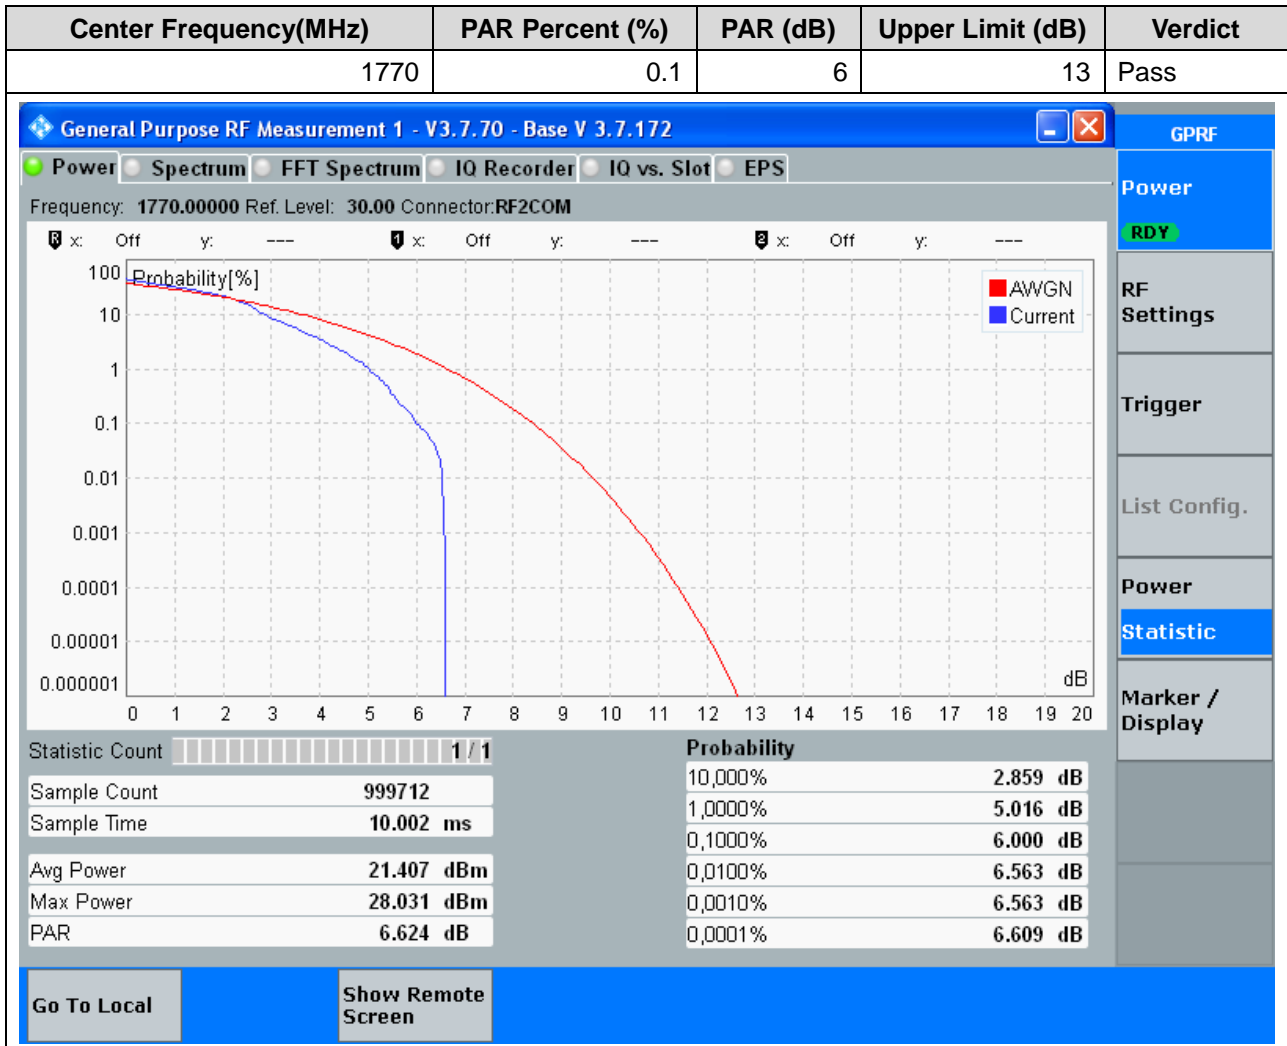 Center Frequency(MHz) PAR Percent (%) PAR (dB) Upper Limit (dB) Verdict
1770 0.1 6 13 Pass
General Purpose RF Measurement 1 - V3.7.70 - Base V 3.7.172
GPRF
Power Spectrum FFT Spectrum IQ Recorder IQ vs. Slot EPS
Frequency: 1770.00000 Ref. Level: 30.00 Connector:RF2COM
R x: Off y: --- 1 x: Off y: --- 2 x: Off y: ---
Probability[%]
AWGN
Current
100
10
1
0.1
0.01
0.001
0.0001
0.00001
0.000001
dB
0 1 2 3 4 5 6 7 8 9 10 11 12 13 14 15 16 17 18 19 20
Statistic Count 1 / 1
Sample Count 999712
Sample Time 10.002 ms
Avg Power 21.407 dBm
Max Power 28.031 dBm
PAR 6.624 dB
Probability
10,000% 2.859 dB
1,0000% 5.016 dB
0,1000% 6.000 dB
0,0100% 6.563 dB
0,0010% 6.563 dB
0,0001% 6.609 dB
Power
RDY
RF
Settings
Trigger
List Config.
Power
Statistic
Marker /
Display
Go To Local
Show Remote
Screen